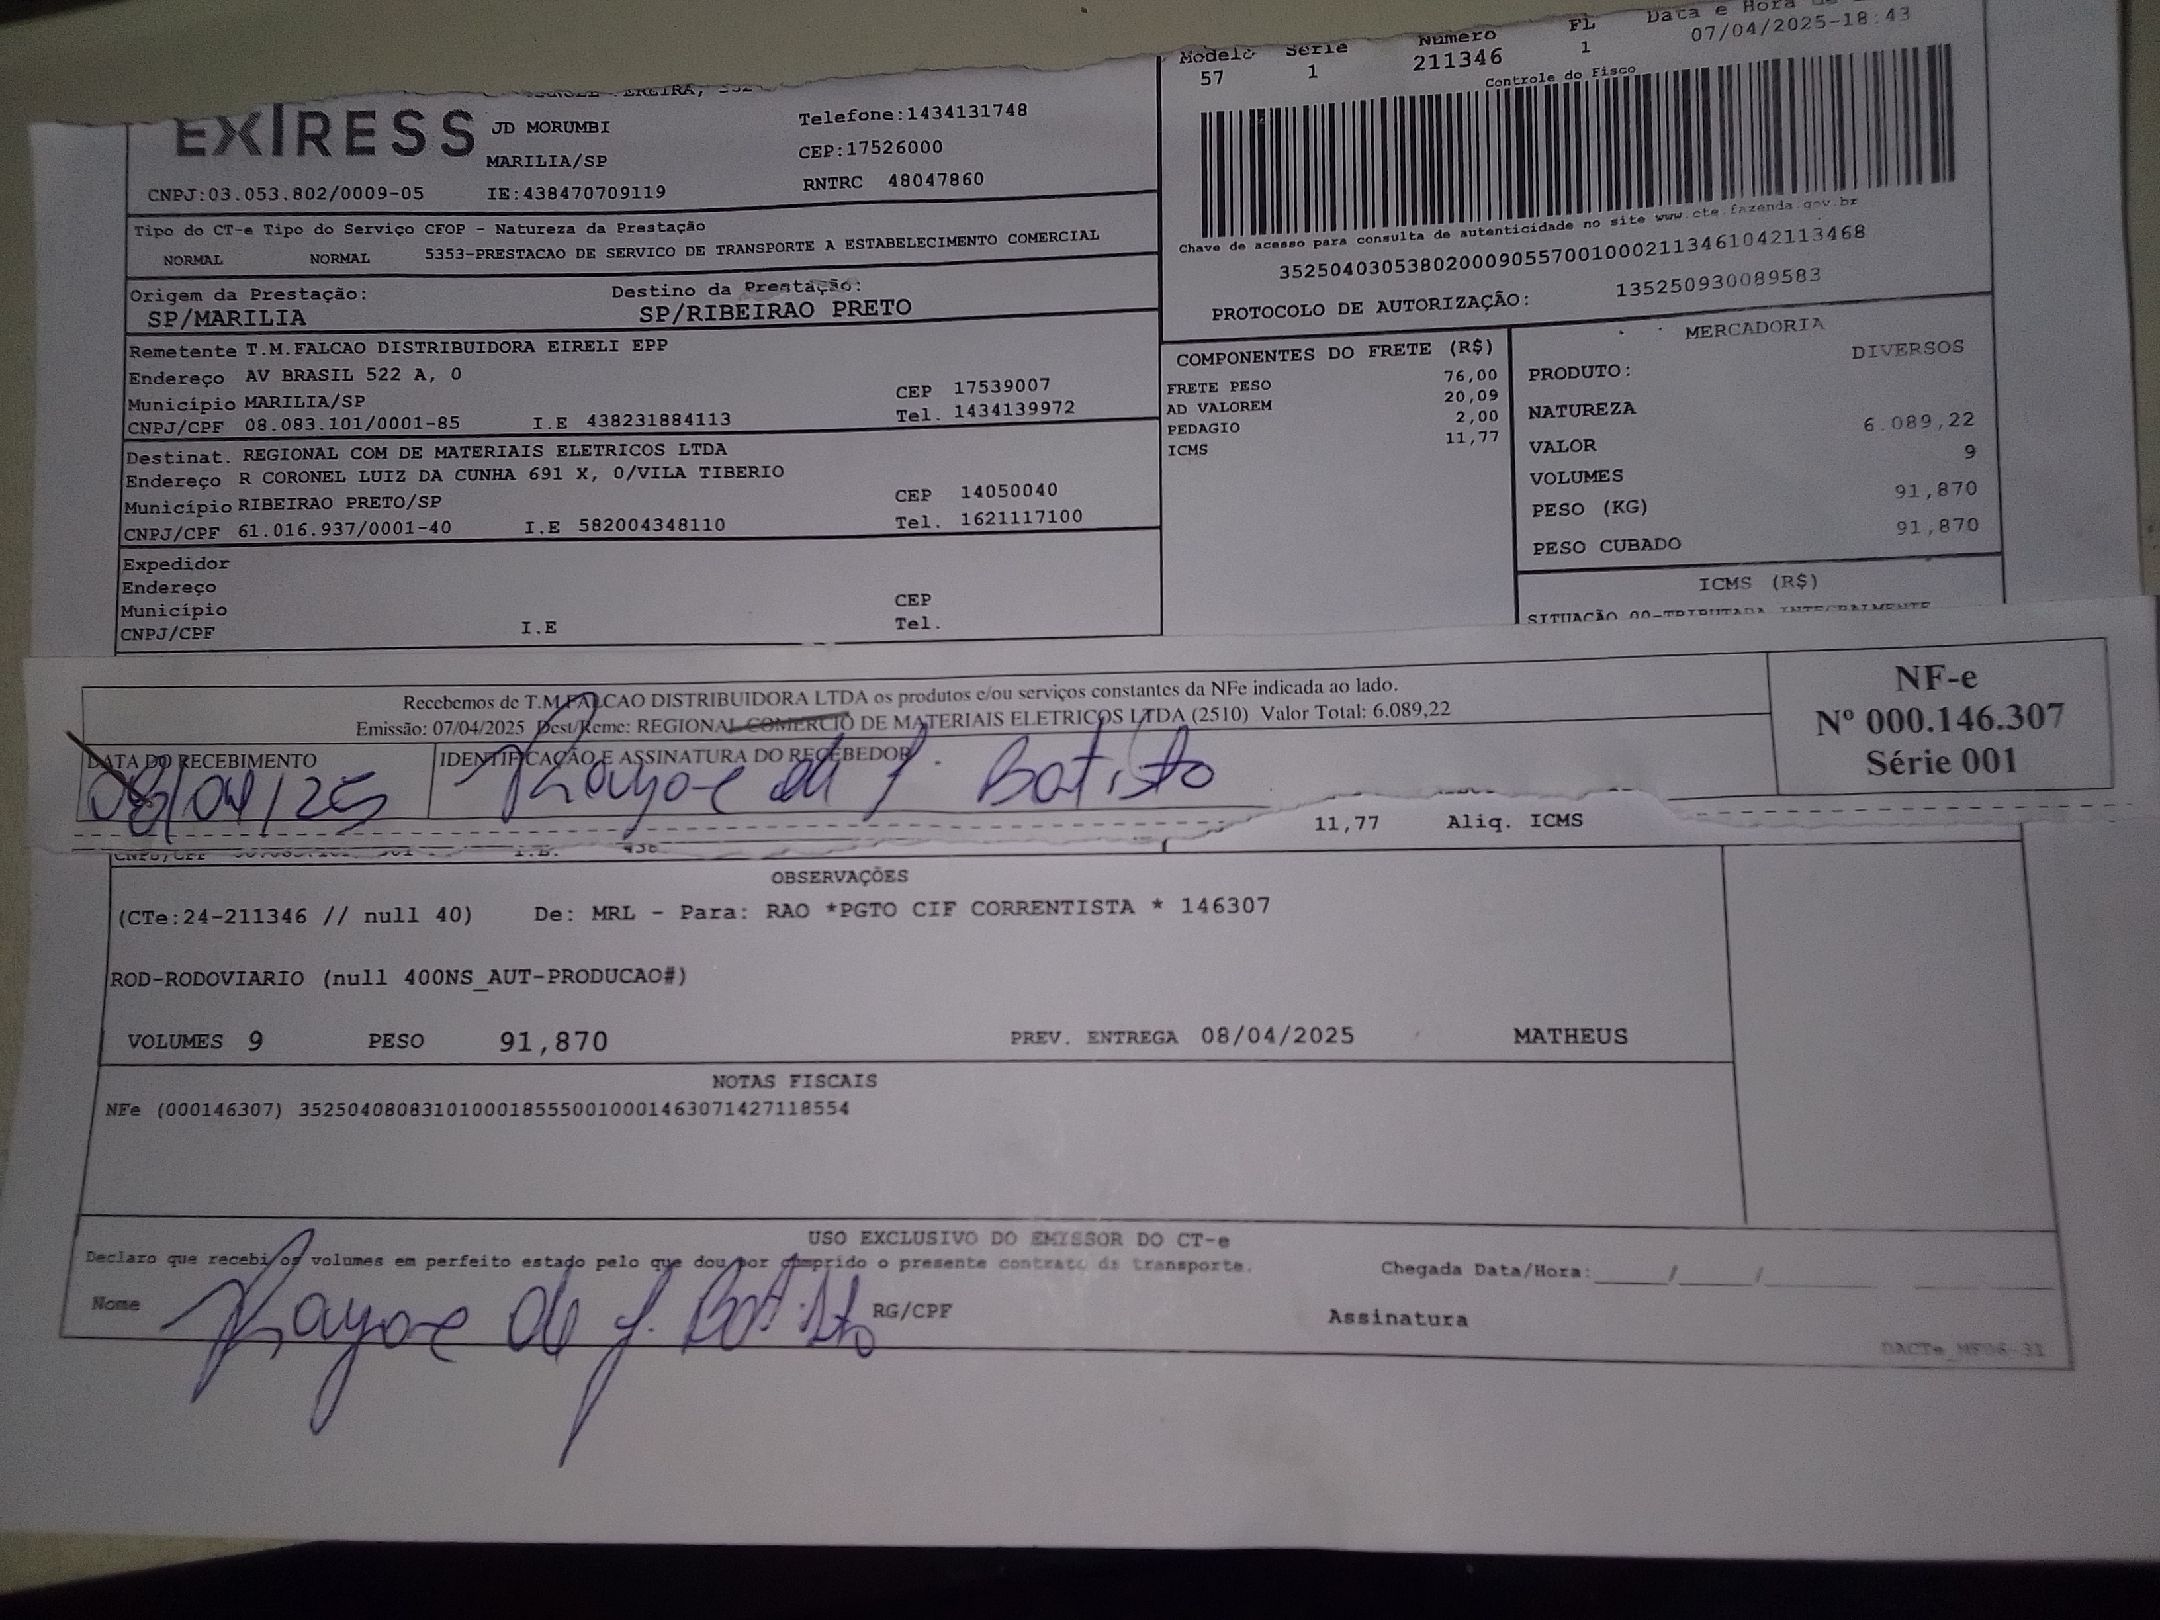 Modelo Série Número FL Data e Hora de
57 1 211346 1 07/04/2025-18:43
Controle do Fisco
EXPRESS JD MORUMBI Telefone:1434131748
MARILIA/SP CEP:17526000
CNPJ:03.053.802/0009-05 IE:438470709119 RNTRC 48047860
Chave de acesso para consulta de autenticidade no site www.cte.fazenda.gov.br
35250403053802000905570010002113461042113468
PROTOCOLO DE AUTORIZAÇÃO: 135250930089583
Tipo do CT-e Tipo do Serviço CFOP - Natureza da Prestação
NORMAL NORMAL 5353-PRESTACAO DE SERVICO DE TRANSPORTE A ESTABELECIMENTO COMERCIAL
Origem da Prestação: Destino da Prestação:
SP/MARILIA SP/RIBEIRAO PRETO
Remetente T.M.FALCAO DISTRIBUIDORA EIRELI EPP
Endereço AV BRASIL 522 A, 0 CEP 17539007
Município MARILIA/SP Tel. 1434139972
CNPJ/CPF 08.083.101/0001-85 I.E 438231884113
Destinat. REGIONAL COM DE MATERIAIS ELETRICOS LTDA
Endereço R CORONEL LUIZ DA CUNHA 691 X, 0/VILA TIBERIO
Município RIBEIRAO PRETO/SP CEP 14050040
CNPJ/CPF 61.016.937/0001-40 I.E 582004348110 Tel. 1621117100
Expedidor
Endereço
Município CEP
CNPJ/CPF I.E Tel.
COMPONENTES DO FRETE (R$)
FRETE PESO 76,00
AD VALOREM 20,09
PEDAGIO 2,00
ICMS 11,77
MERCADORIA
PRODUTO: DIVERSOS
NATUREZA
VALOR 6.089,22
VOLUMES 9
PESO (KG) 91,870
PESO CUBADO 91,870
ICMS (R$)
SITUAÇÃO 00-TRIBUTADA INTEGRALMENTE
Recebemos de T.M.FALCAO DISTRIBUIDORA LTDA os produtos e/ou serviços constantes da NFe indicada ao lado.
Emissão: 07/04/2025 Dest/Reme: REGIONAL COMERCIO DE MATERIAIS ELETRICOS LTDA (2510) Valor Total: 6.089,22
DATA DO RECEBIMENTO IDENTIFICAÇÃO E ASSINATURA DO RECEBEDOR
08/04/25 Batista
NF-e
Nº 000.146.307
Série 001
11,77 Aliq. ICMS
OBSERVAÇÕES
(CTe:24-211346 // null 40) De: MRL - Para: RAO *PGTO CIF CORRENTISTA * 146307
ROD-RODOVIARIO (null 400NS_AUT-PRODUCAO#)
VOLUMES 9 PESO 91,870 PREV. ENTREGA 08/04/2025 MATHEUS
NOTAS FISCAIS
NFe (000146307) 35250408083101000185550010001463071427118554
USO EXCLUSIVO DO EMISSOR DO CT-e
Declaro que recebi os volumes em perfeito estado pelo que dou por cumprido o presente contrato de transporte. Chegada Data/Hora:
Nome Batista RG/CPF Assinatura